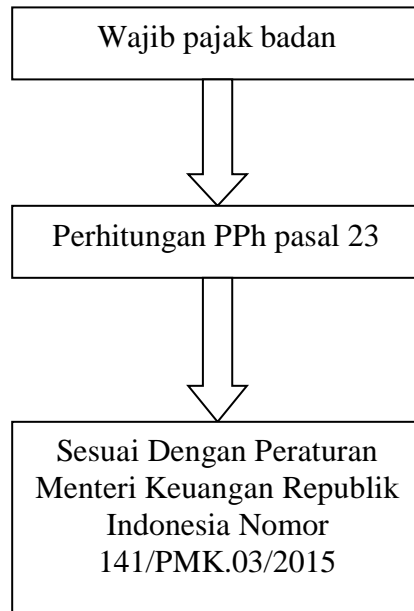 Wajib pajak badan
Perhitungan PPh pasal 23
Sesuai Dengan Peraturan
Menteri Keuangan Republik
Indonesia Nomor
141/PMK.03/2015